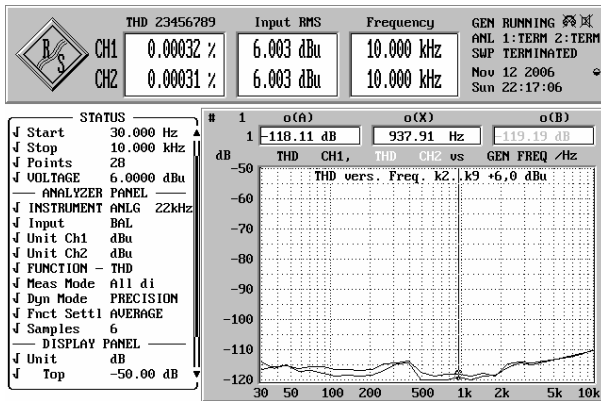 THD 23456789 Input RMS Frequency
R S
CH1 0.00032 % 6.003 dBu 10.000 kHz
CH2 0.00031 % 6.003 dBu 10.000 kHz
GEN RUNNING
ANL 1:TERM 2:TERM
SWP TERMINATED
Nov 12 2006
Sun 22:17:06
STATUS
Start 30.000 Hz
Stop 10.000 kHz
Points 28
VOLTAGE 6.0000 dBu
ANALYZER PANEL
INSTRUMENT ANLG 22kHz
Input BAL
Unit Ch1 dBu
Unit Ch2 dBu
FUNCTION - THD
Meas Mode All di
Dyn Mode PRECISION
Fnct Settl AVERAGE
Samples 6
DISPLAY PANEL
Unit dB
Top -50.00 dB
# 1 o(A) o(X) o(B)
1 -118.11 dB 937.91 Hz -119.19 dB
dB THD CH1, THD CH2 vs GEN FREQ /Hz
THD vers. Freq. k2..k9 +6,0 dBu
-50
-60
-70
-80
-90
-100
-110
-120
30 50 100 200 500 1k 2k 5k 10k